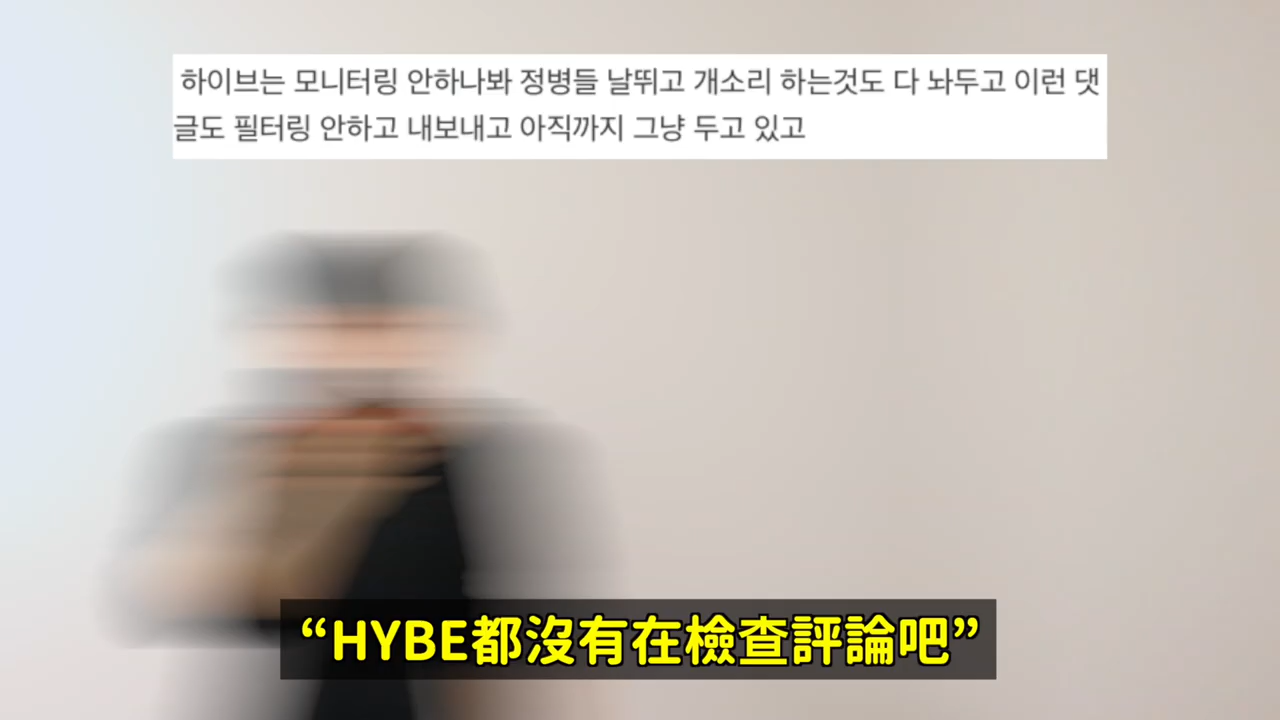 하이브는 모니터링 안하나봐 정병들 날뛰고 개소리 하는것도 다 놔두고 이런 댓
글도 필터링 안하고 내보내고 아직까지 그냥 두고 있고
“HYBE都沒有在檢查評論吧”